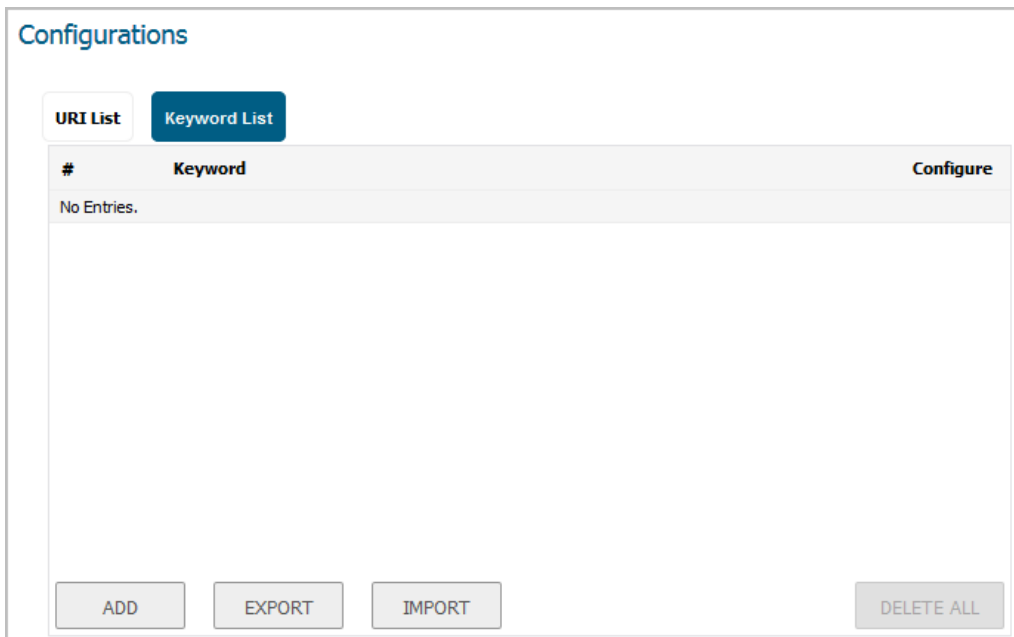 Configurations
URI List Keyword List
# Keyword Configure
No Entries.
ADD EXPORT IMPORT DELETE ALL